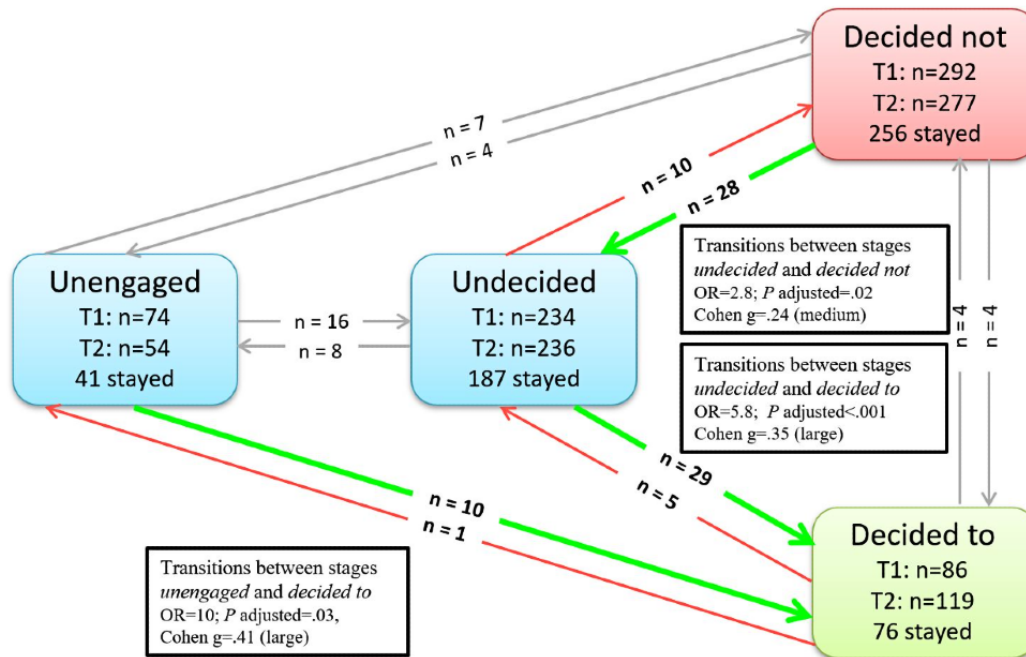 Decided not
T1: n=292
T2: n=277
256 stayed
n = 7
n = 4
n = 10
n = 28
Unengaged
T1: n=74
T2: n=54
41 stayed
n = 16
n = 8
Undecided
T1: n=234
T2: n=236
187 stayed
Transitions between stages
undecided and decided not
OR=2.8; P adjusted=.02
Cohen g=.24 (medium)
n =4
n =4
Transitions between stages
undecided and decided to
OR=5.8; P adjusted<.001
Cohen g=.35 (large)
n = 29
n = 5
n = 10
n = 1
Decided to
T1: n=86
T2: n=119
76 stayed
Transitions between stages
unengaged and decided to
OR=10; P adjusted=.03,
Cohen g=.41 (large)